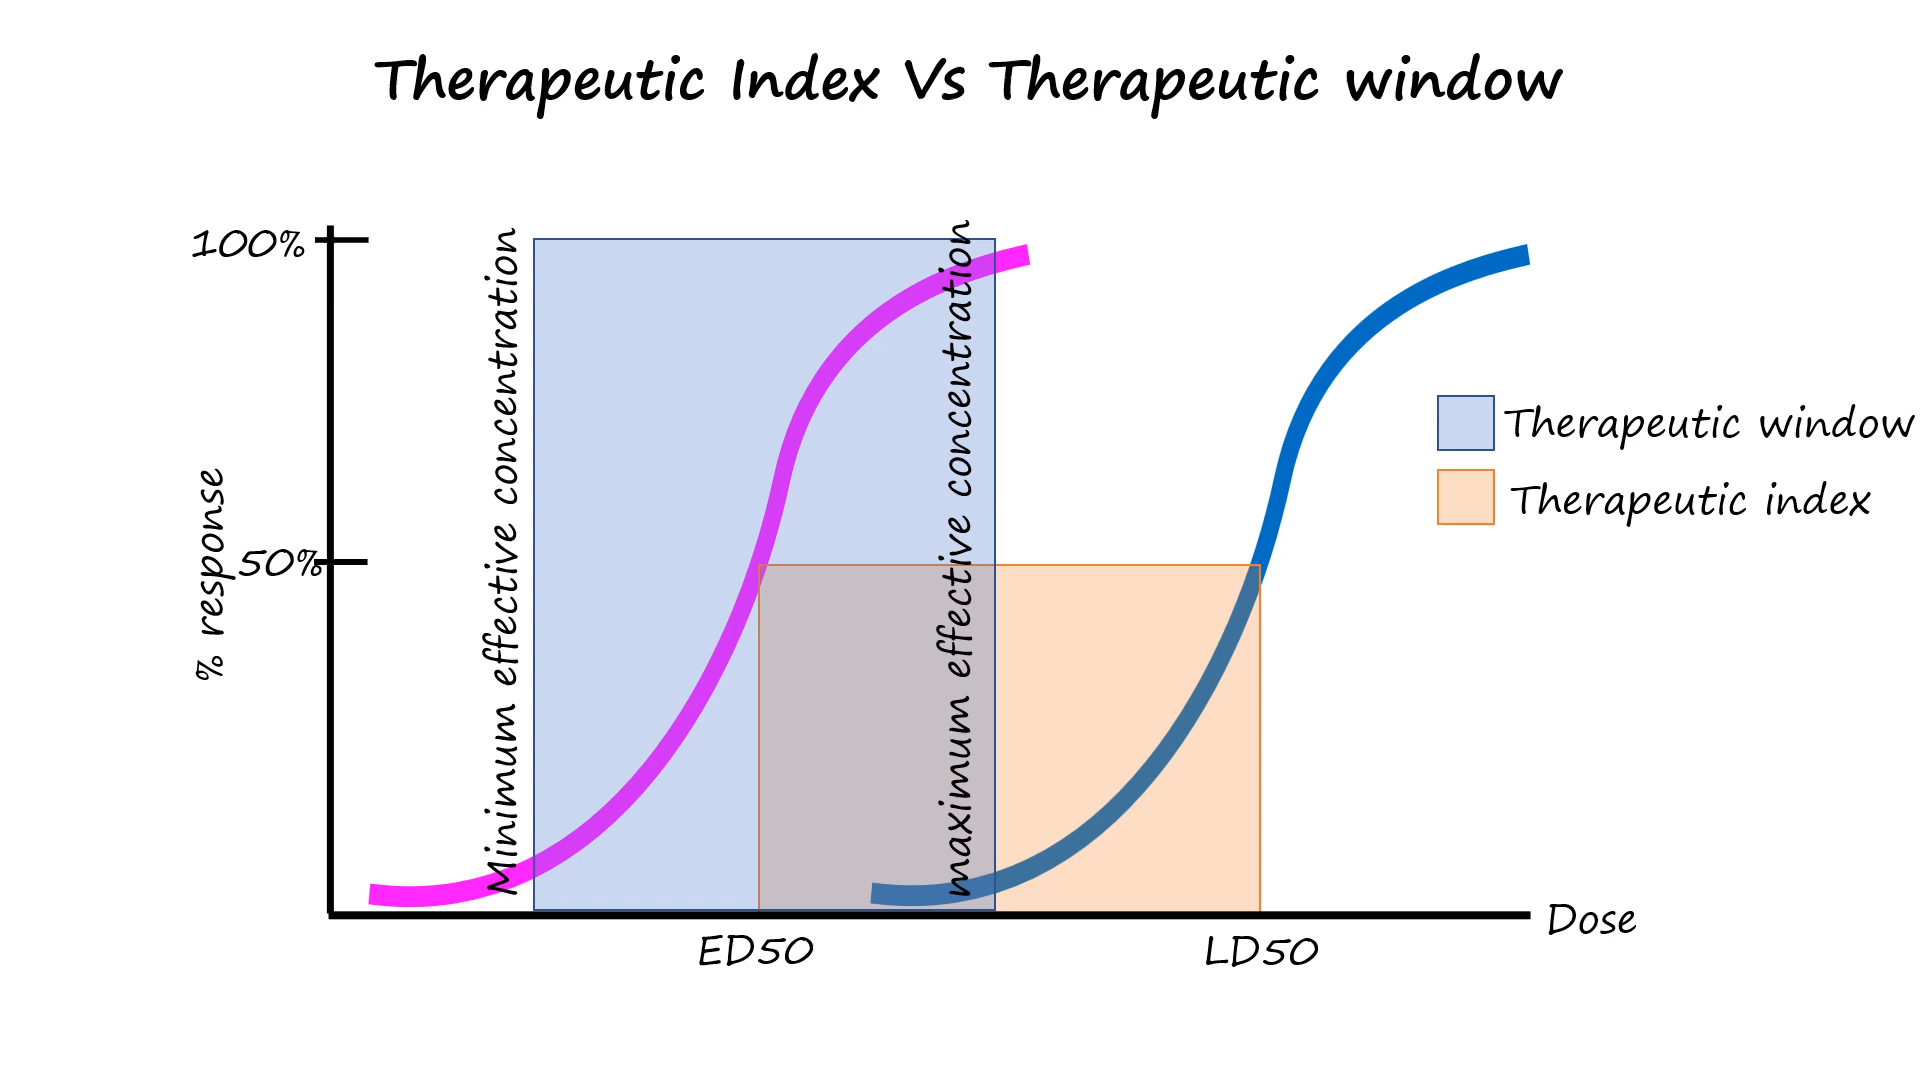 Therapeutic Index Vs Therapeutic window
100%
50%
% response
Minimum effective concentration
maximum effective concentration
Therapeutic window
Therapeutic index
Dose
ED50
LD50